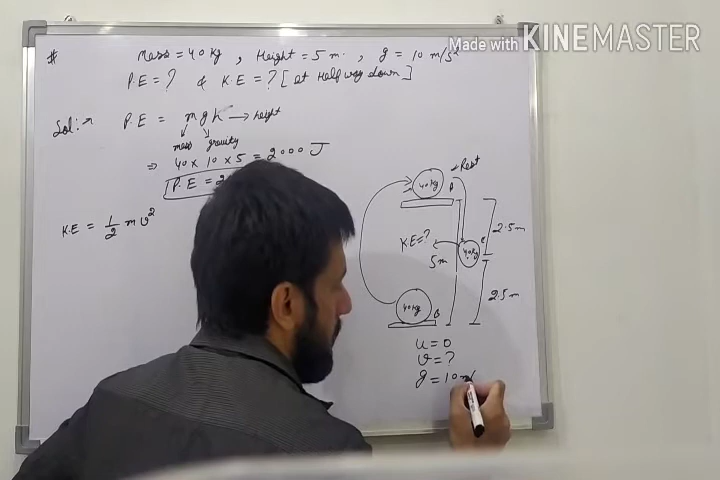 Made with KINEMASTER
# Mass = 40 kg , Height = 5 m. , g = 10 m/s²
P.E = ? & K.E = ? [at Half way down]
Sol:→ P.E = mgh → height
mass gravity
⇒ 40 × 10 × 5 = 2000 J
P.E = 2
K.E = 1/2 m v²
40 kg A Rest
K.E = ? 40 kg C
5 m
2.5 m
2.5 m
40 kg B
u = 0
v = ?
g = 10 m/